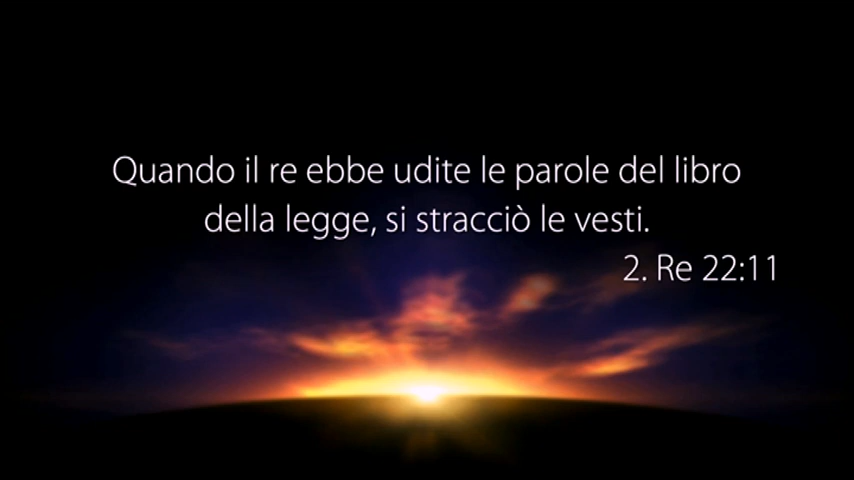 Quando il re ebbe udite le parole del libro
della legge, si stracciò le vesti.
2. Re 22:11